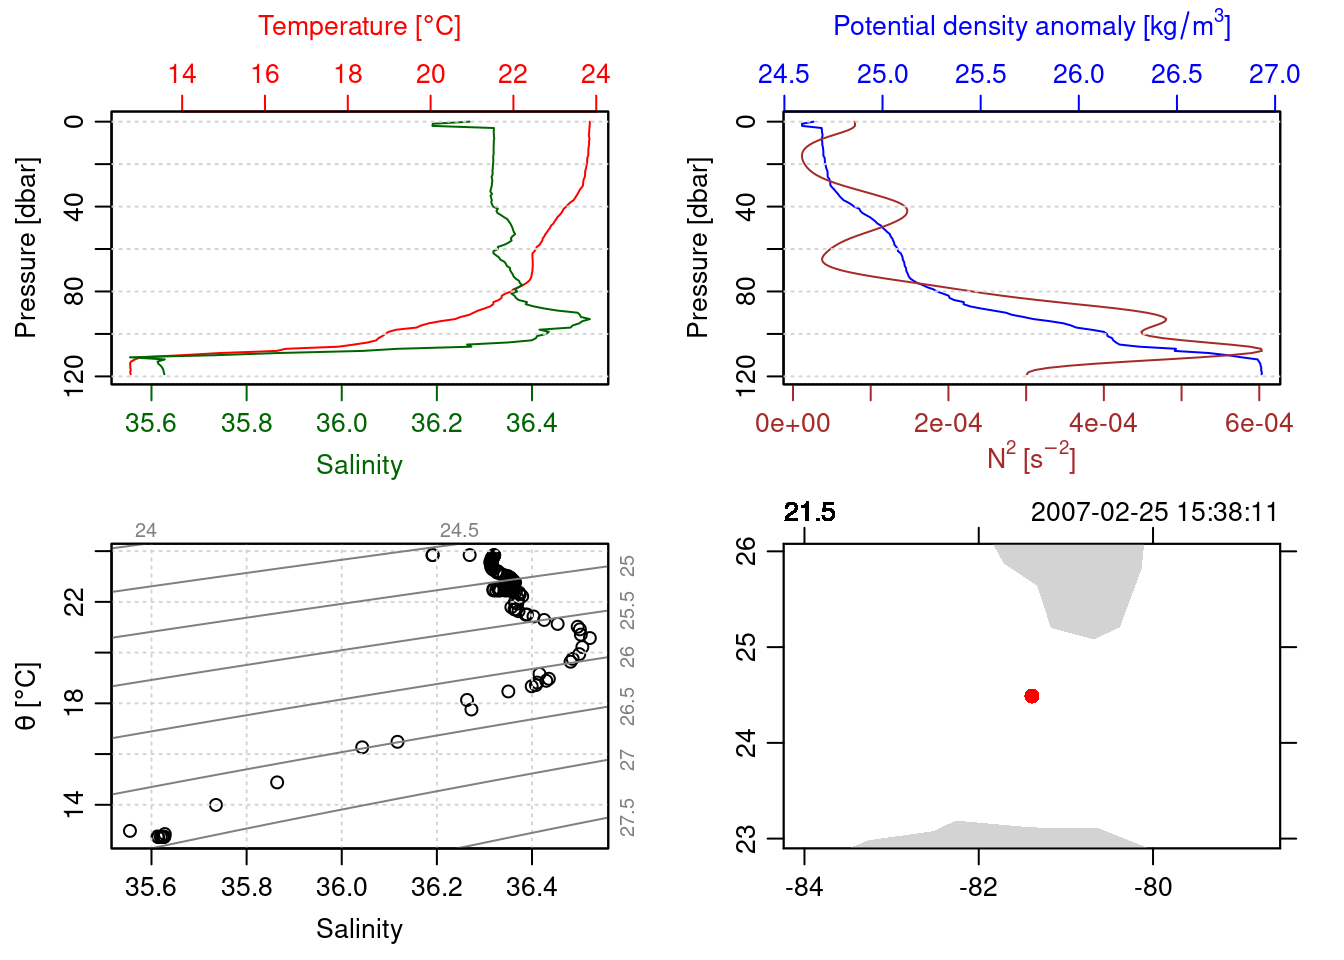 Temperature [°C]
14 16 18 20 22 24
Pressure [dbar]
0 40 80 120
35.6 35.8 36.0 36.2 36.4
Salinity
Potential density anomaly [kg/m³]
24.5 25.0 25.5 26.0 26.5 27.0
Pressure [dbar]
0 40 80 120
0e+00 2e-04 4e-04 6e-04
N² [s⁻²]
24 24.5
25
25.5
26
26.5
27
27.5
θ [°C]
22
18
14
35.6 35.8 36.0 36.2 36.4
Salinity
21.5 2007-02-25 15:38:11
26
25
24
23
-84 -82 -80